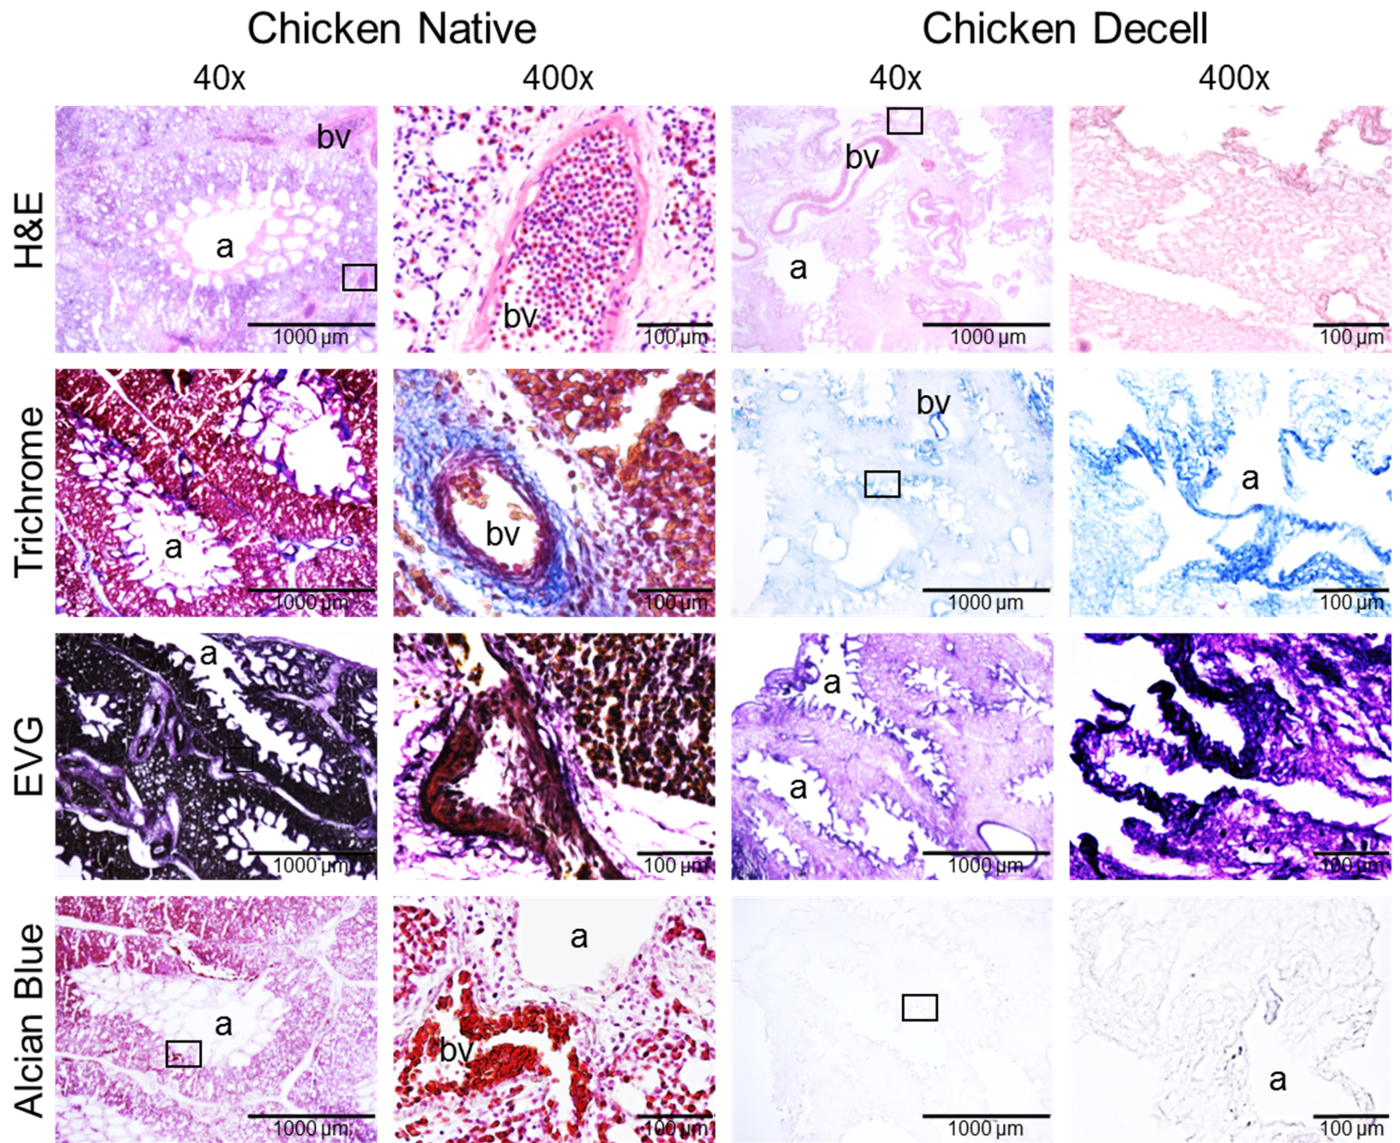 Chicken Native Chicken Decell
40x 400x 40x 400x
H&E
bv
a
1000 µm
bv
100 µm
bv
a
1000 µm
100 µm
Trichrome
a
1000 µm
bv
100 µm
bv
1000 µm
a
100 µm
EVG
a
1000 µm
100 µm
a
a
1000 µm
100 µm
Alcian Blue
a
1000 µm
a
bv
100 µm
1000 µm
a
100 µm